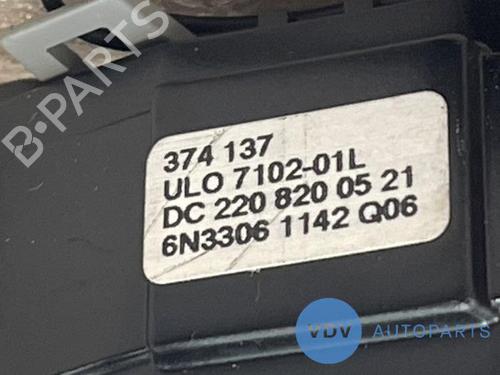 B-PARTS
374 137
ULO 7102-01L
DC 220 820 05 21
6N3306 1142 Q06
VDV AUTOPARTS